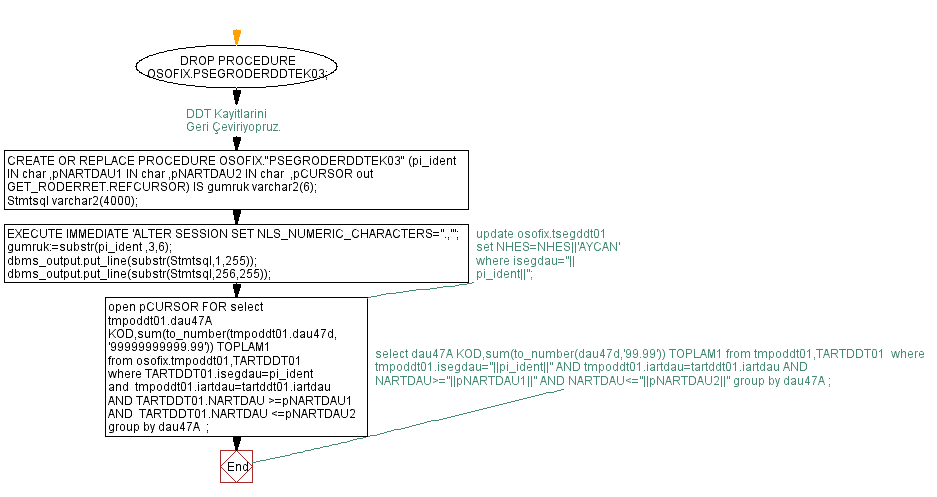 DROP PROCEDURE
OSOFIX.PSEGRODERDDTEK03;
DDT Kayitlarini
Geri Çeviriyopruz.
CREATE OR REPLACE PROCEDURE OSOFIX."PSEGRODERDDTEK03" (pi_ident
IN char ,pNARTDAU1 IN char ,pNARTDAU2 IN char  ,pCURSOR out
GET_RODERRET.REFCURSOR) IS gumruk varchar2(6);
Stmtsql varchar2(4000);
EXECUTE IMMEDIATE 'ALTER SESSION SET NLS_NUMERIC_CHARACTERS=''.,''';
gumruk:=substr(pi_ident ,3,6);
dbms_output.put_line(substr(Stmtsql,1,255));
dbms_output.put_line(substr(Stmtsql,256,255));
update osofix.tsegddt01
set NHES=NHES||'AYCAN'
where isegdau=''||
pi_ident||'';
open pCURSOR FOR select
tmpoddt01.dau47A
KOD,sum(to_number(tmpoddt01.dau47d,
'99999999999.99')) TOPLAM1
from osofix.tmpoddt01,TARTDDT01
where TARTDDT01.isegdau=pi_ident
and  tmpoddt01.iartdau=tartddt01.iartdau
AND TARTDDT01.NARTDAU >=pNARTDAU1
AND  TARTDDT01.NARTDAU <=pNARTDAU2
group by dau47A  ;
select dau47A KOD,sum(to_number(dau47d,'99.99')) TOPLAM1 from tmpoddt01,TARTDDT01  where
tmpoddt01.isegdau=''||pi_ident||'' AND tmpoddt01.iartdau=tartddt01.iartdau AND
NARTDAU>=''||pNARTDAU1||'' AND NARTDAU<=''||pNARTDAU2||'' group by dau47A ;
End